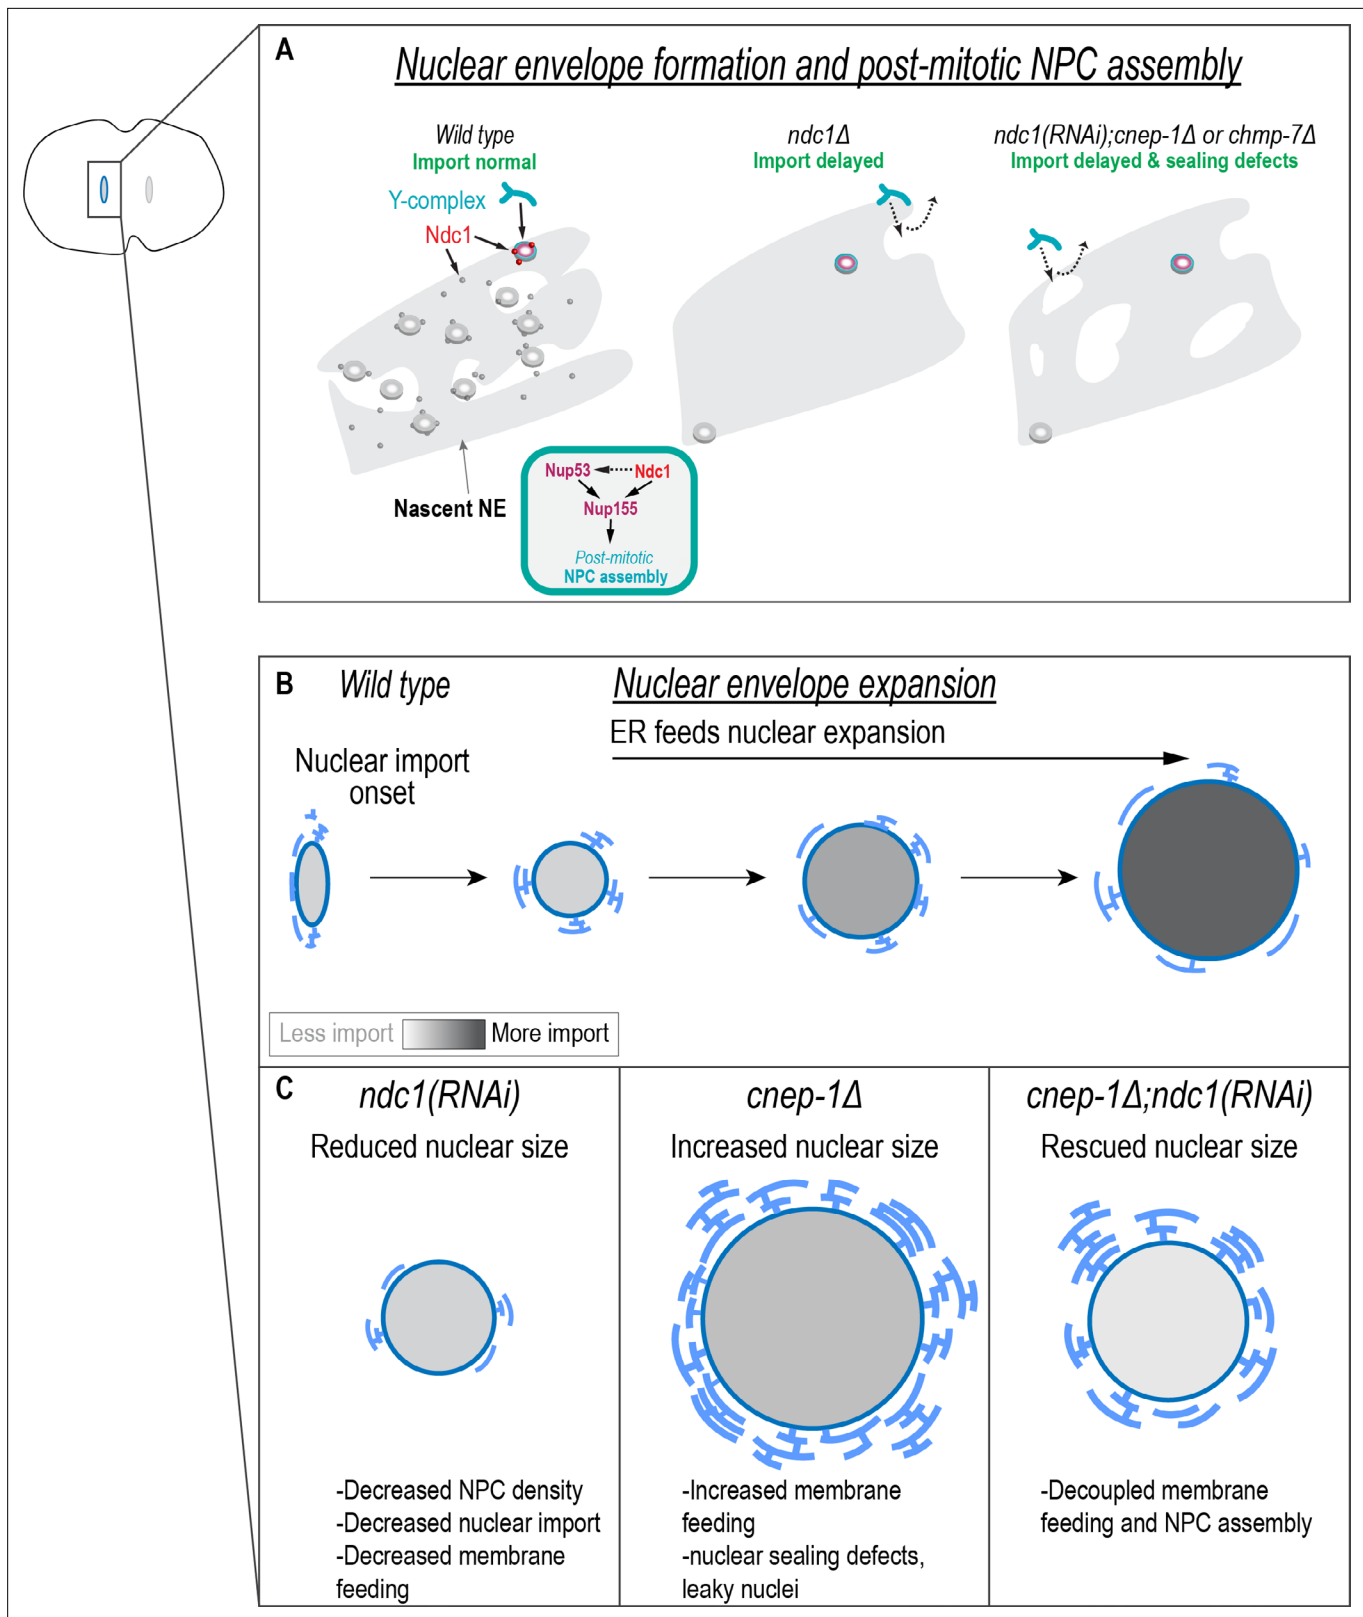 A
Nuclear envelope formation and post-mitotic NPC assembly
Wild type
Import normal
Y-complex
Ndc1
Nascent NE
Nup53
Ndc1
Nup155
Post-mitotic
NPC assembly
ndc1Δ
Import delayed
ndc1(RNAi);cnep-1Δ or chmp-7Δ
Import delayed & sealing defects
B
Wild type
Nuclear envelope expansion
ER feeds nuclear expansion
Nuclear import
onset
Less import
More import
C
ndc1(RNAi)
Reduced nuclear size
-Decreased NPC density
-Decreased nuclear import
-Decreased membrane
feeding
cnep-1Δ
Increased nuclear size
-Increased membrane
feeding
-nuclear sealing defects,
leaky nuclei
cnep-1Δ;ndc1(RNAi)
Rescued nuclear size
-Decoupled membrane
feeding and NPC assembly